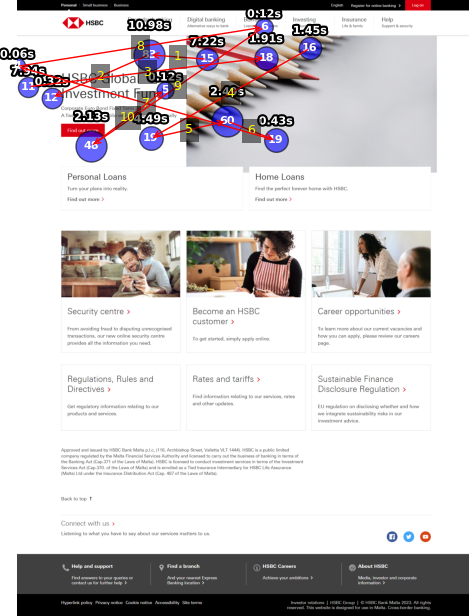 Personal Small business Business
English Register for online banking Log on
HSBC
Digital banking
Alternative ways to bank
Investing
Insurance
Life & family
Help
Support & security
10.98s
0.12s
1.45s
7.22s
1.91s
0.06s
0.32s
0.12s
2.13s
0.43s
8
6
1
15
18
16
2
11
12
5
9
4
7
10
60
5
6
19
19
48
HSBC Global
Investment Funds
Find out more
Personal Loans
Turn your plans into reality.
Find out more >
Home Loans
Find the perfect forever home with HSBC.
Find out more >
Security centre >
From avoiding fraud to disputing unrecognised
transactions, our new online security centre
provides all the information you need.
Become an HSBC
customer >
To get started, simply apply online.
Career opportunities >
To learn more about our current vacancies and
how you can apply, please review our careers
page.
Regulations, Rules and
Directives >
Get regulatory information relating to our
products and services.
Rates and tariffs >
Find information relating to our services, rates
and other updates.
Sustainable Finance
Disclosure Regulation >
EU regulation on disclosing whether and how
we integrate sustainability risks in our
investment advice.
Approved and issued by HSBC Bank Malta p.l.c. (116, Archbishop Street, Valletta VLT 1444). HSBC is a public limited
company regulated by the Malta Financial Services Authority and licensed to carry out the business of banking in terms of
the Banking Act (Cap.371 of the Laws of Malta). HSBC is licensed to conduct investment services in terms of the Investment
Services Act (Cap.370. of the Laws of Malta) and is enrolled as a Tied Insurance Intermediary for HSBC Life Assurance
(Malta) Ltd under the Insurance Distribution Act (Cap. 487 of the Laws of Malta).
Back to top
Connect with us >
Listening to what you have to say about our services matters to us.
Help and support
Find answers to your queries or
contact us for further help >
Find a branch
Find your nearest Express
Banking location >
HSBC Careers
Achieve your ambitions >
About HSBC
Media, investor and corporate
information >
Hyperlink policy Privacy notice Cookie notice Accessibility Site terms
Investor relations | HSBC Group | © HSBC Bank Malta 2023. All rights
reserved. This website is designed for use in Malta. Cross-border banking.